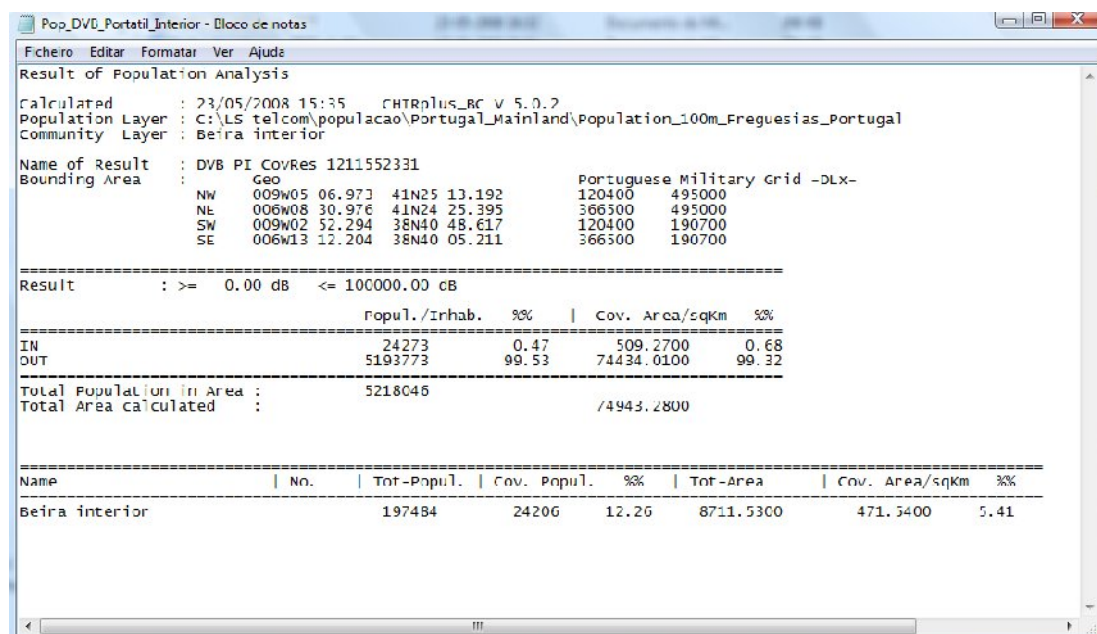 Pop_DVB_Portatil_Interior - Bloco de notas
Ficheiro Editar Formatar Ver Ajuda
Result of Population Analysis
Calculated : 23/05/2008 15:35 CHIRplus_BC V 5.0.2
Population Layer : C:\LS telcom\populacao\Portugal_Mainland\Population_100m_Freguesias_Portugal
Community Layer : Beira interior
Name of Result : DVB PI CovRes 1211552331
Bounding Area : Geo Portuguese Military Grid -DLx-
NW 009W05 06.973 41N25 13.192 120400 495000
NE 006W08 30.976 41N24 25.395 366500 495000
SW 009W02 52.294 38N40 48.617 120400 190700
SE 006W13 12.204 38N40 05.211 366500 190700
Result : >= 0.00 dB <= 100000.00 dB
Popul./Inhab. %% | Cov. Area/sqKm %%
IN 24273 0.47 509.2700 0.68
OUT 5193773 99.53 74434.0100 99.32
Total Population in Area : 5218046
Total Area calculated : 74943.2800
Name | No. | Tot-Popul. | Cov. Popul. %% | Tot-Area | Cov. Area/sqKm %%
Beira interior 197484 24206 12.26 8711.5300 471.5400 5.41